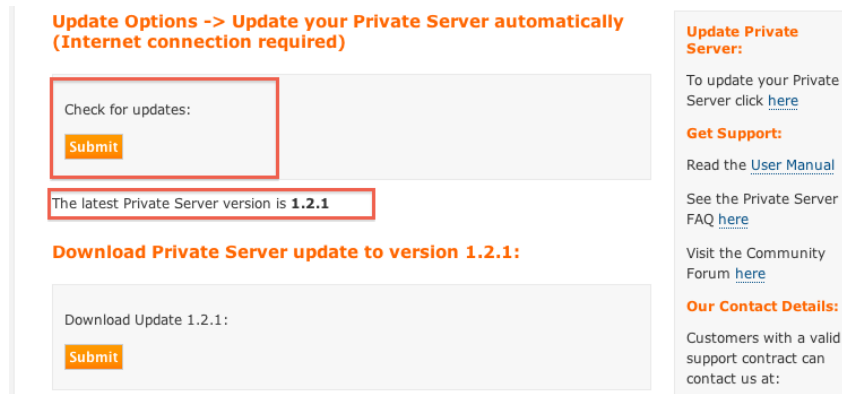 Update Options -> Update your Private Server automatically
(Internet connection required)
Check for updates:
Submit
The latest Private Server version is 1.2.1
Download Private Server update to version 1.2.1:
Download Update 1.2.1:
Submit
Update Private
Server:
To update your Private
Server click here
Get Support:
Read the User Manual
See the Private Server
FAQ here
Visit the Community
Forum here
Our Contact Details:
Customers with a valid
support contract can
contact us at: